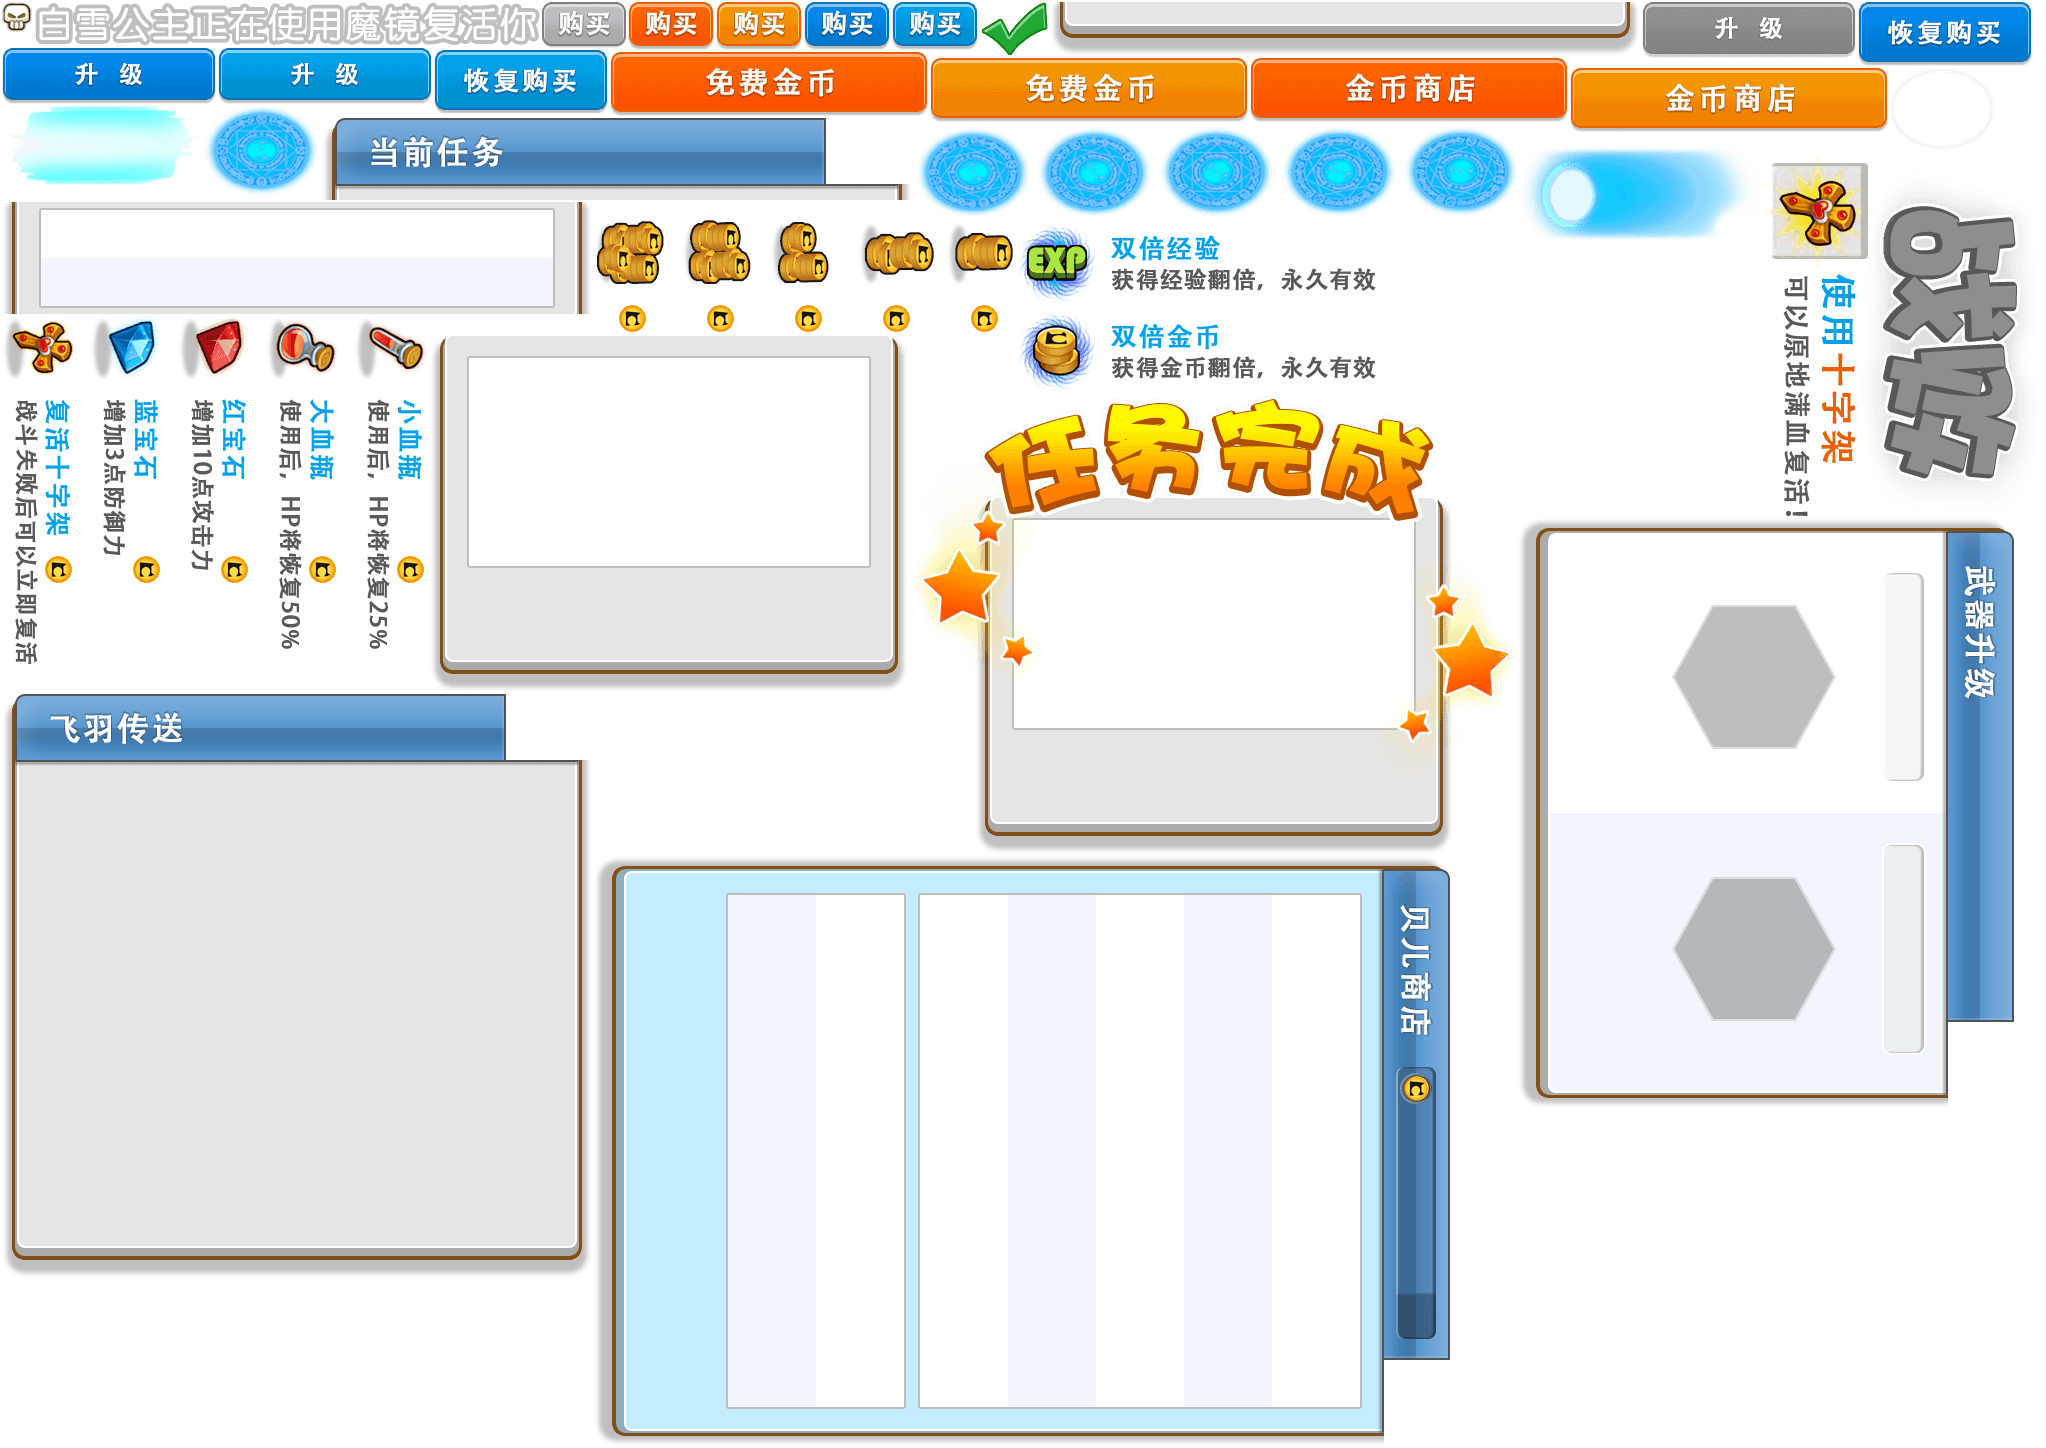 白雪公主正在使用魔镜复活你
购买
购买
购买
购买
购买
升 级
恢复购买
升 级
升 级
恢复购买
免费金币
免费金币
金币商店
金币商店
当前任务
双倍经验
EXP
获得经验翻倍，永久有效
双倍金币
获得金币翻倍，永久有效
使用十字架
可以原地满血复活！
战败
复活十字架
战斗失败后可以立即复活
蓝宝石
增加3点防御力
红宝石
增加10点攻击力
大血瓶
使用后，HP将恢复50%
小血瓶
使用后，HP将恢复25%
任务完成
武器升级
飞羽传送
贝儿商店